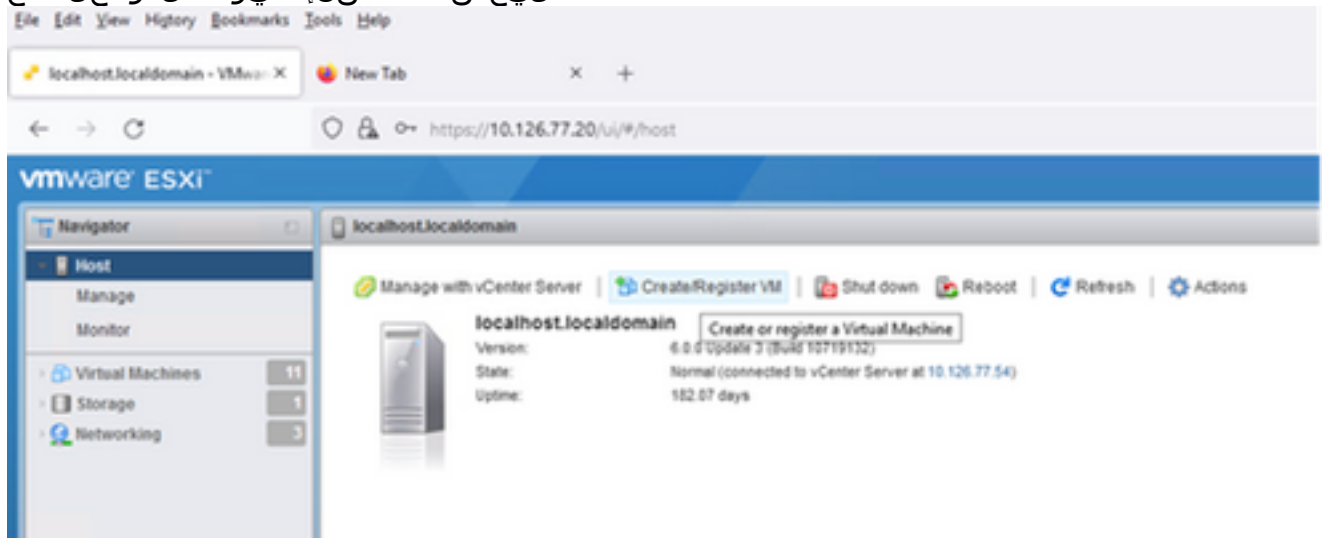 File Edit View History Bookmarks Tools Help
localhost.localdomain - VMwar
New Tab
https://10.126.77.20/ui/#/host
vmware ESXi™
Navigator
localhost.localdomain
Host
Manage
Monitor
Virtual Machines 11
Storage 1
Networking 3
Manage with vCenter Server | Create/Register VM | Shut down Reboot | Refresh | Actions
localhost.localdomain
Create or register a Virtual Machine
Version: 6.0.0 Update 3 (Build 10719132)
State: Normal (connected to vCenter Server at 10.126.77.54)
Uptime: 182.07 days